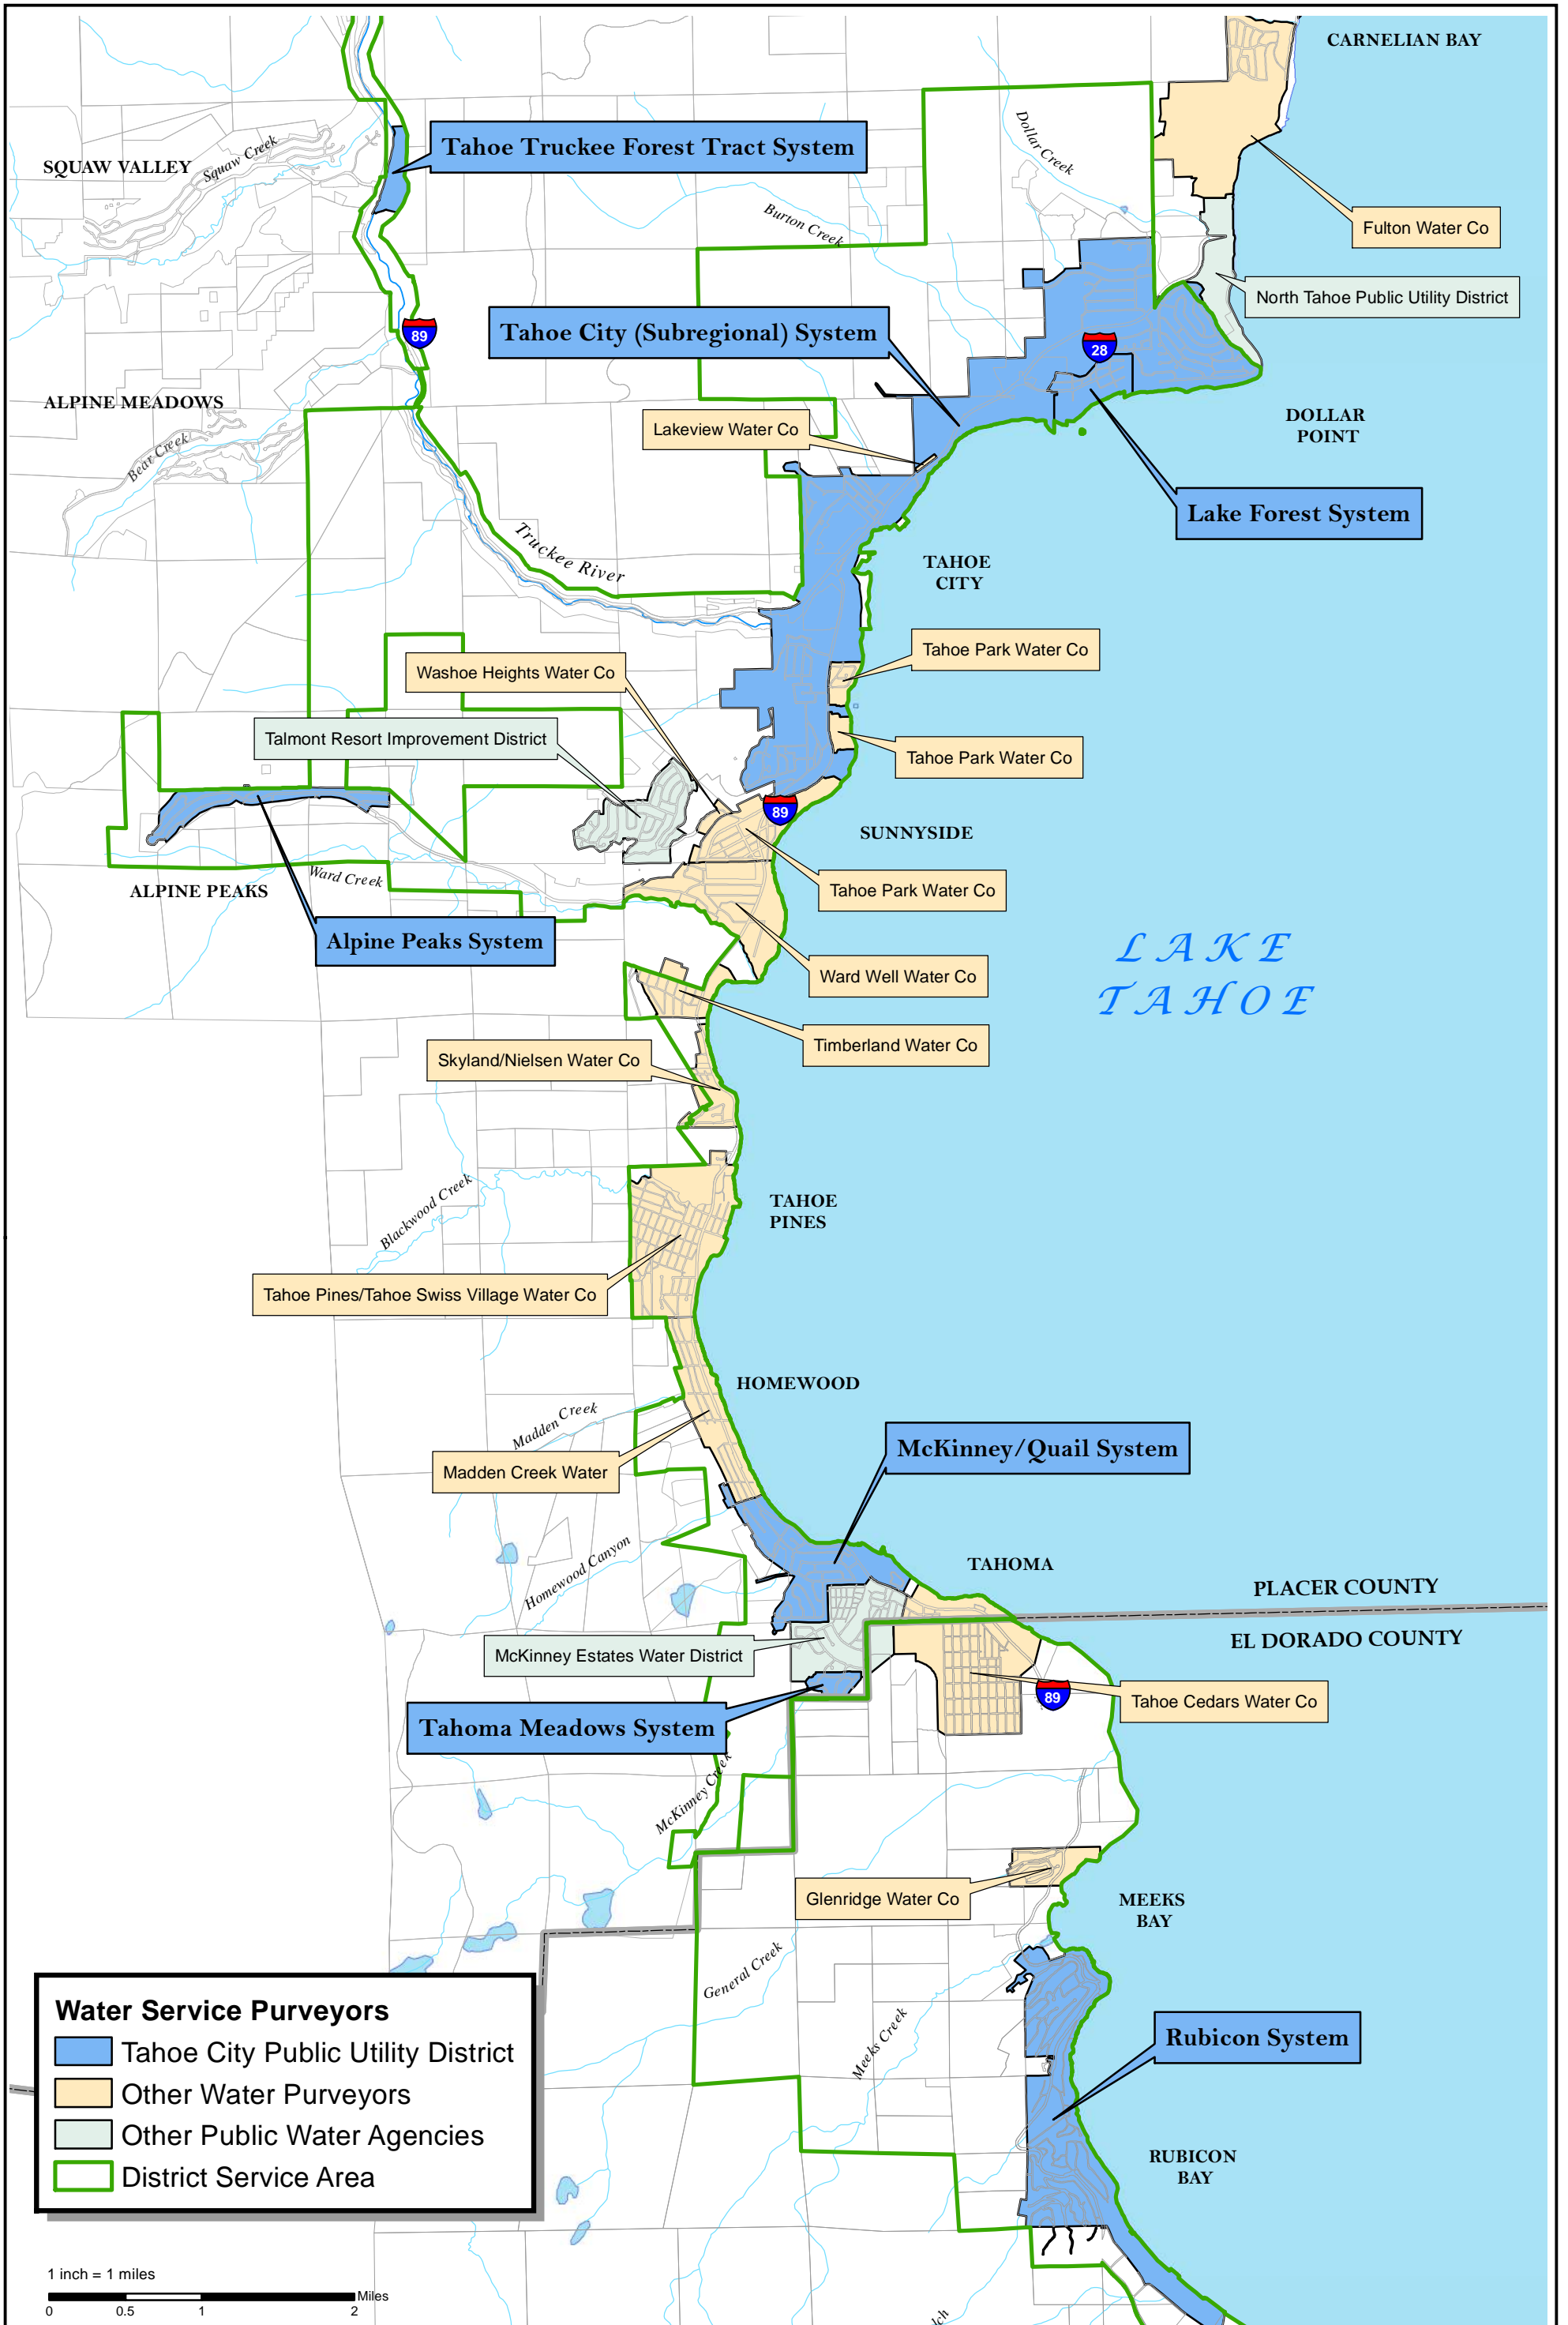 CARNELIAN BAY
Dollar Creek
Tahoe Truckee Forest Tract System
SQUAW VALLEY
Squaw Creek
Burton Creek
Fulton Water Co
North Tahoe Public Utility District
Tahoe City (Subregional) System
89
28
ALPINE MEADOWS
Bear Creek
Lakeview Water Co
DOLLAR
POINT
Lake Forest System
Truckee River
TAHOE
CITY
Tahoe Park Water Co
Washoe Heights Water Co
Talmont Resort Improvement District
Tahoe Park Water Co
89
SUNNYSIDE
Ward Creek
ALPINE PEAKS
Tahoe Park Water Co
Alpine Peaks System
LAKE
TAHOE
Ward Well Water Co
Timberland Water Co
Skyland/Nielsen Water Co
Blackwood Creek
TAHOE
PINES
Tahoe Pines/Tahoe Swiss Village Water Co
HOMEWOOD
Madden Creek
McKinney/Quail System
Madden Creek Water
Homewood Canyon
TAHOMA
PLACER COUNTY
EL DORADO COUNTY
McKinney Estates Water District
89
Tahoe Cedars Water Co
Tahoma Meadows System
McKinney Creek
Glenridge Water Co
MEEKS
BAY
General Creek
Meeks Creek
Rubicon System
RUBICON
BAY
Water Service Purveyors
Tahoe City Public Utility District
Other Water Purveyors
Other Public Water Agencies
District Service Area
1 inch = 1 miles
Miles
0 0.5 1 2